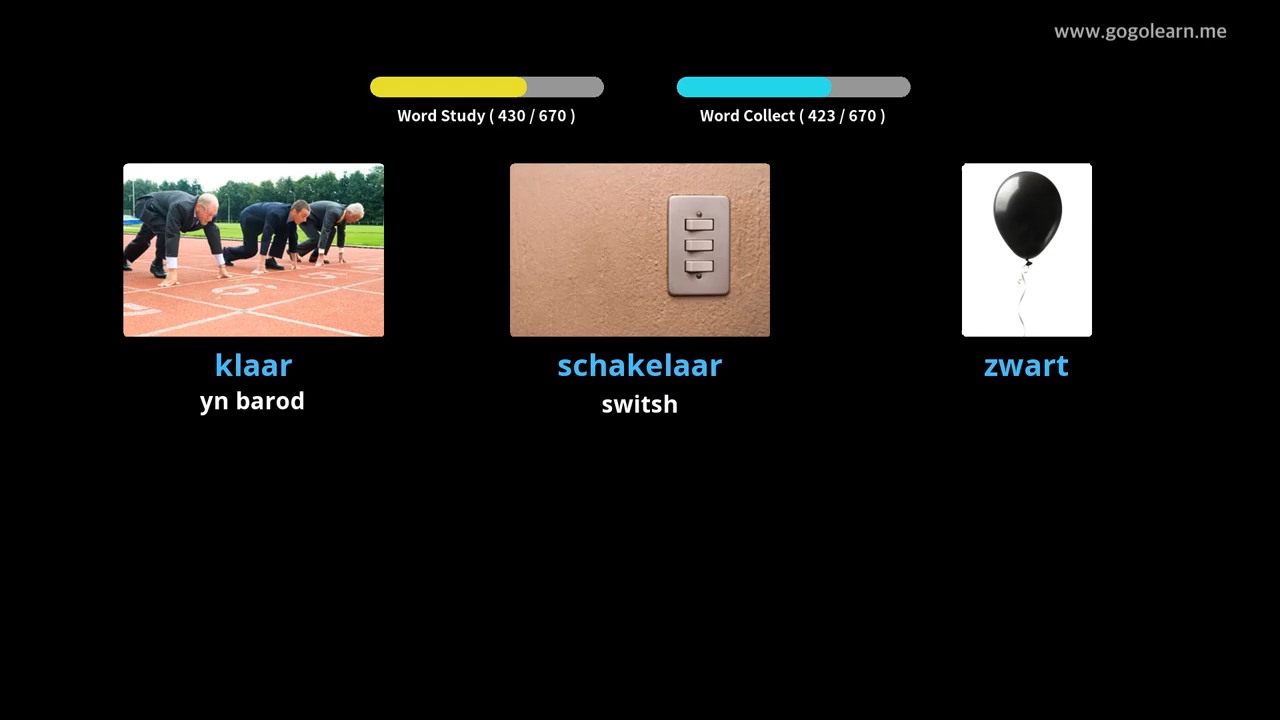 www.gogolearn.me
Word Study ( 430 / 670 )
Word Collect ( 423 / 670 )
klaar
yn barod
schakelaar
switsh
zwart